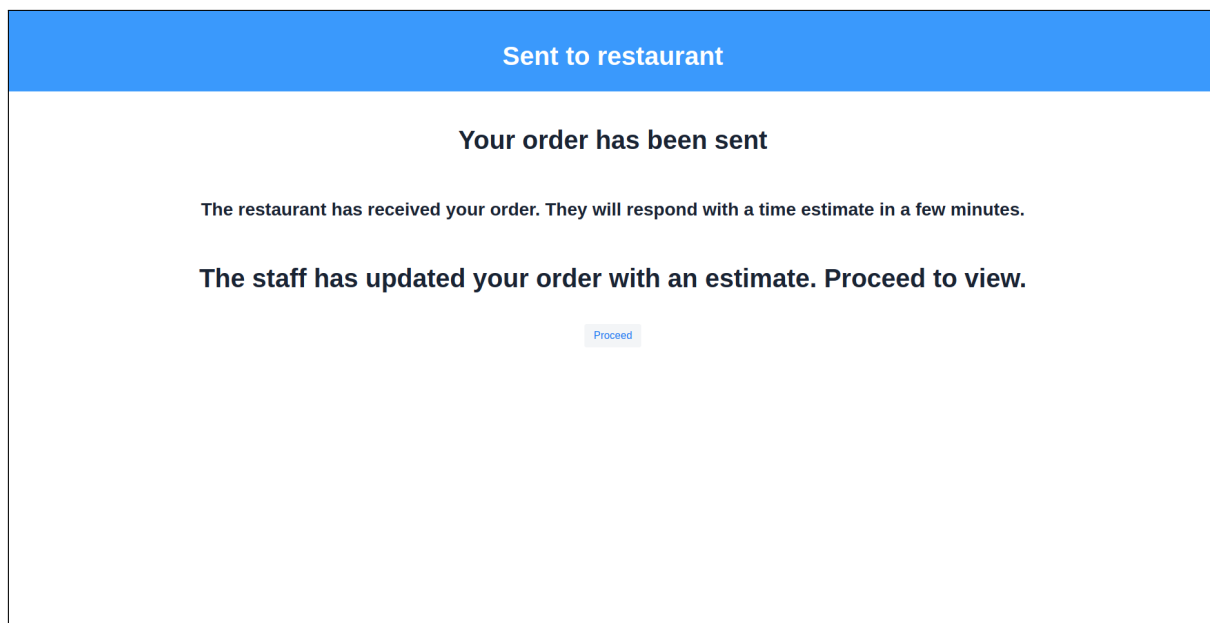 Sent to restaurant
Your order has been sent
The restaurant has received your order. They will respond with a time estimate in a few minutes.
The staff has updated your order with an estimate. Proceed to view.
Proceed